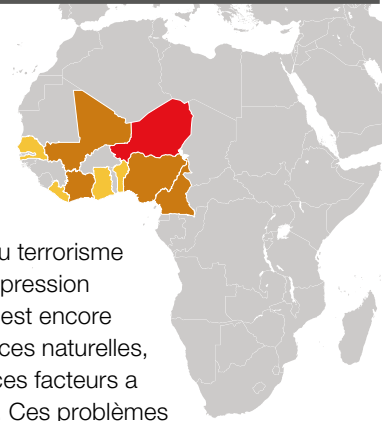 u terrorisme
pression
est encore
ces naturelles,
ces facteurs a
. Ces problèmes